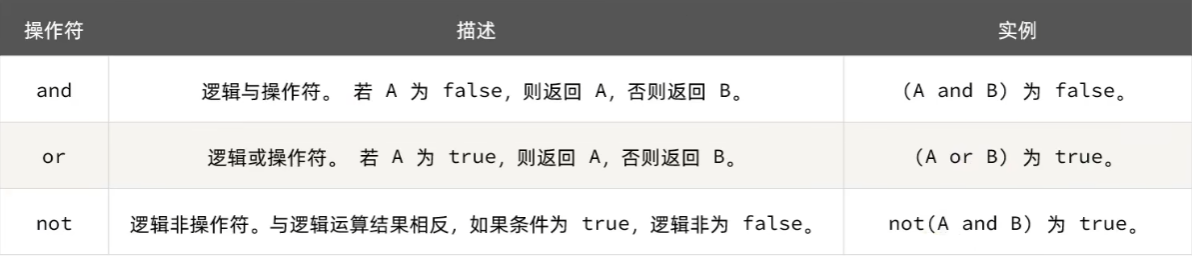 操作符 描述 实例
and 逻辑与操作符。 若 A 为 false，则返回 A，否则返回 B。 (A and B) 为 false。
or 逻辑或操作符。 若 A 为 true，则返回 A，否则返回 B。 (A or B) 为 true。
not 逻辑非操作符。与逻辑运算结果相反，如果条件为 true，逻辑非为 false。 not(A and B) 为 true。